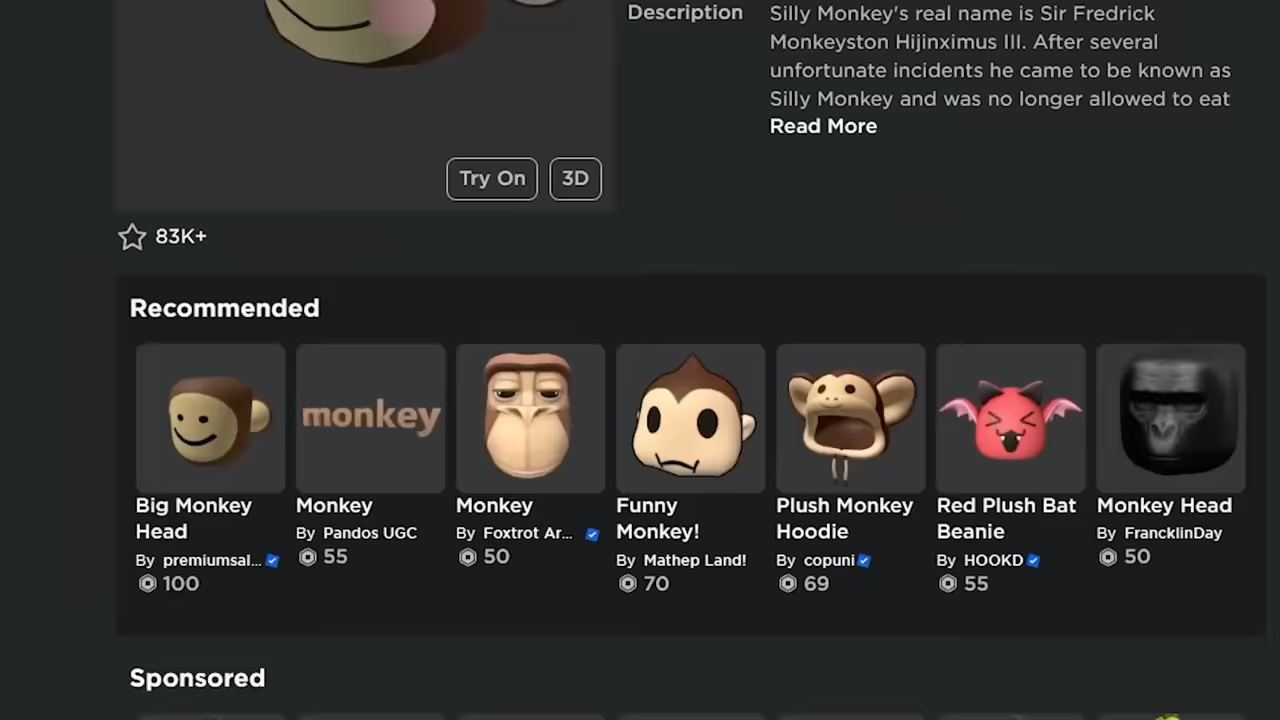 Description
Silly Monkey's real name is Sir Fredrick
Monkeyston Hijinximus III. After several
unfortunate incidents he came to be known as
Silly Monkey and was no longer allowed to eat
Read More
Try On
3D
83K+
Recommended
monkey
Big Monkey
Head
By premiumsal...
100
Monkey
By Pandos UGC
55
Monkey
By Foxtrot Ar...
50
Funny
Monkey!
By Mathep Land!
70
Plush Monkey
Hoodie
By copuni
69
Red Plush Bat
Beanie
By HOOKD
55
Monkey Head
By FrancklinDay
50
Sponsored